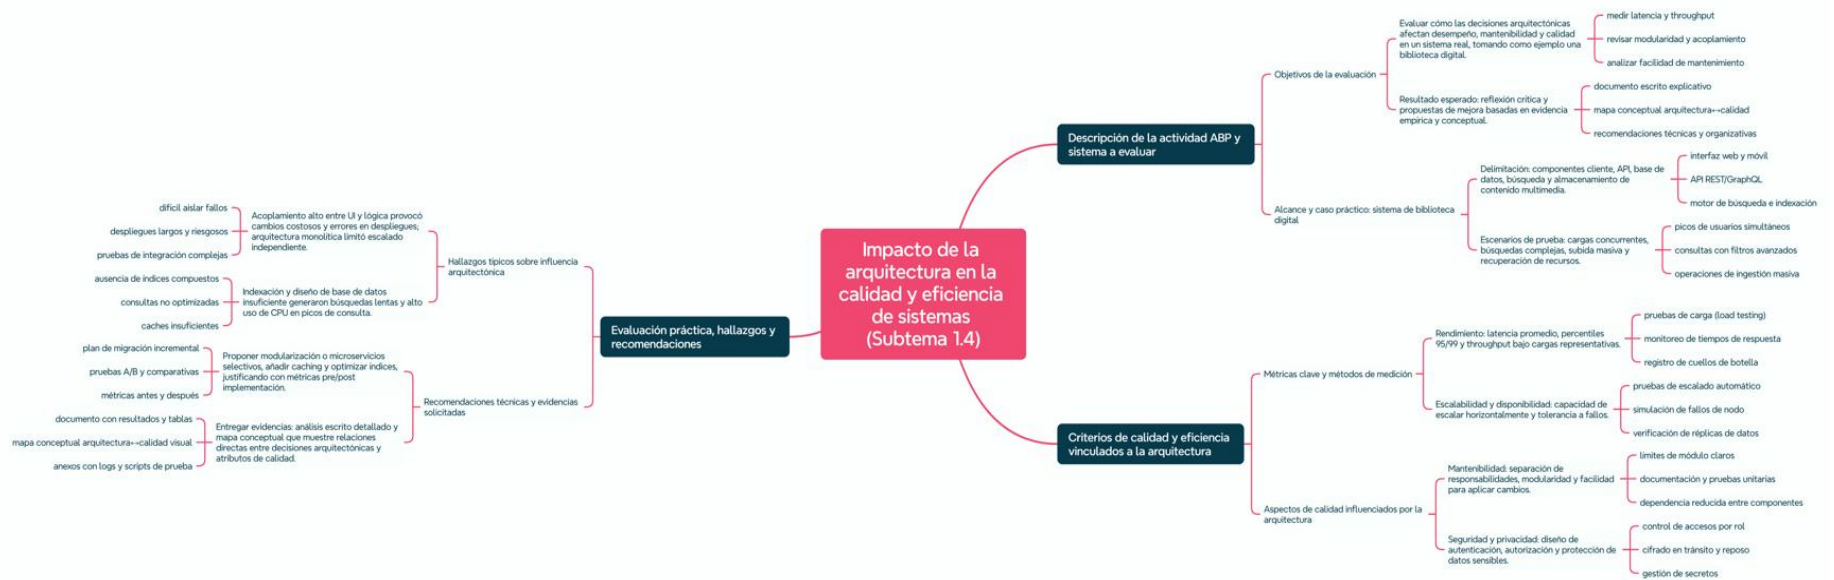 Impacto de la
arquitectura en la
calidad y eficiencia
de sistemas
(Subtema 1.4)
Descripción de la actividad ABP y
sistema a evaluar
Objetivos de la evaluación
Evaluar cómo las decisiones arquitectónicas
afectan desempeño, mantenibilidad y calidad
en un sistema real, tomando como ejemplo una
biblioteca digital.
medir latencia y throughput
revisar modularidad y acoplamiento
analizar facilidad de mantenimiento
Resultado esperado: reflexión crítica y
propuestas de mejora basadas en evidencia
empírica y conceptual.
documento escrito explicativo
mapa conceptual arquitectura↔calidad
recomendaciones técnicas y organizativas
Alcance y caso práctico: sistema de biblioteca
digital
Delimitación: componentes cliente, API, base de
datos, búsqueda y almacenamiento de
contenido multimedia.
interfaz web y móvil
API REST/GraphQL
motor de búsqueda e indexación
Escenarios de prueba: cargas concurrentes,
búsquedas complejas, subida masiva y
recuperación de recursos.
picos de usuarios simultáneos
consultas con filtros avanzados
operaciones de ingestión masiva
Criterios de calidad y eficiencia
vinculados a la arquitectura
Métricas clave y métodos de medición
Rendimiento: latencia promedio, percentiles
95/99 y throughput bajo cargas representativas.
pruebas de carga (load testing)
monitoreo de tiempos de respuesta
registro de cuellos de botella
Escalabilidad y disponibilidad: capacidad de
escalar horizontalmente y tolerancia a fallos.
pruebas de escalado automático
simulación de fallos de nodo
verificación de réplicas de datos
Aspectos de calidad influenciados por la
arquitectura
Mantenibilidad: separación de
responsabilidades, modularidad y facilidad
para aplicar cambios.
límites de módulo claros
documentación y pruebas unitarias
dependencia reducida entre componentes
Seguridad y privacidad: diseño de
autenticación, autorización y protección de
datos sensibles.
control de accesos por rol
cifrado en tránsito y reposo
gestión de secretos
Evaluación práctica, hallazgos y
recomendaciones
Hallazgos típicos sobre influencia
arquitectónica
Acoplamiento alto entre UI y lógica provocó
cambios costosos y errores en despliegues;
arquitectura monolítica limitó escalado
independiente.
difícil aislar fallos
despliegues largos y riesgosos
pruebas de integración complejas
Indexación y diseño de base de datos
insuficiente generaron búsquedas lentas y alto
uso de CPU en picos de consulta.
ausencia de índices compuestos
consultas no optimizadas
caches insuficientes
Recomendaciones técnicas y evidencias
solicitadas
Proponer modularización o microservicios
selectivos, añadir caching y optimizar índices,
justificando con métricas pre/post
implementación.
plan de migración incremental
pruebas A/B y comparativas
métricas antes y después
Entregar evidencias: análisis escrito detallado y
mapa conceptual que muestre relaciones
directas entre decisiones arquitectónicas y
atributos de calidad.
documento con resultados y tablas
mapa conceptual arquitectura↔calidad visual
anexos con logs y scripts de prueba